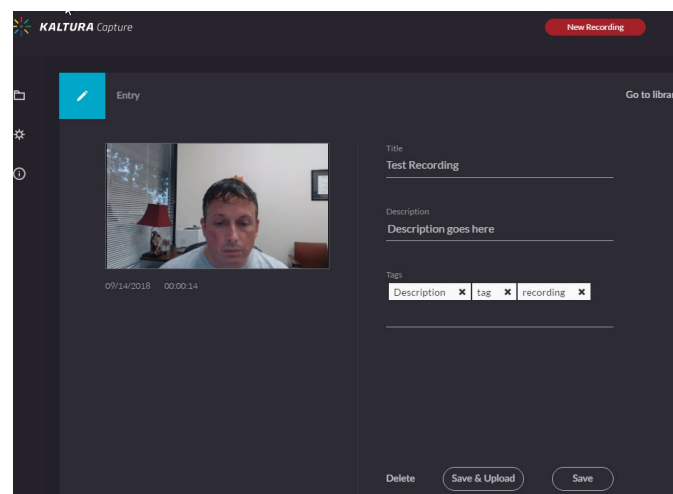 KALTURA Capture
New Recording
Entry
Go to librar
Title
Test Recording
Description
Description goes here
Tags
Description ✖ tag ✖ recording ✖
09/14/2018 00:00:14
Delete Save & Upload Save